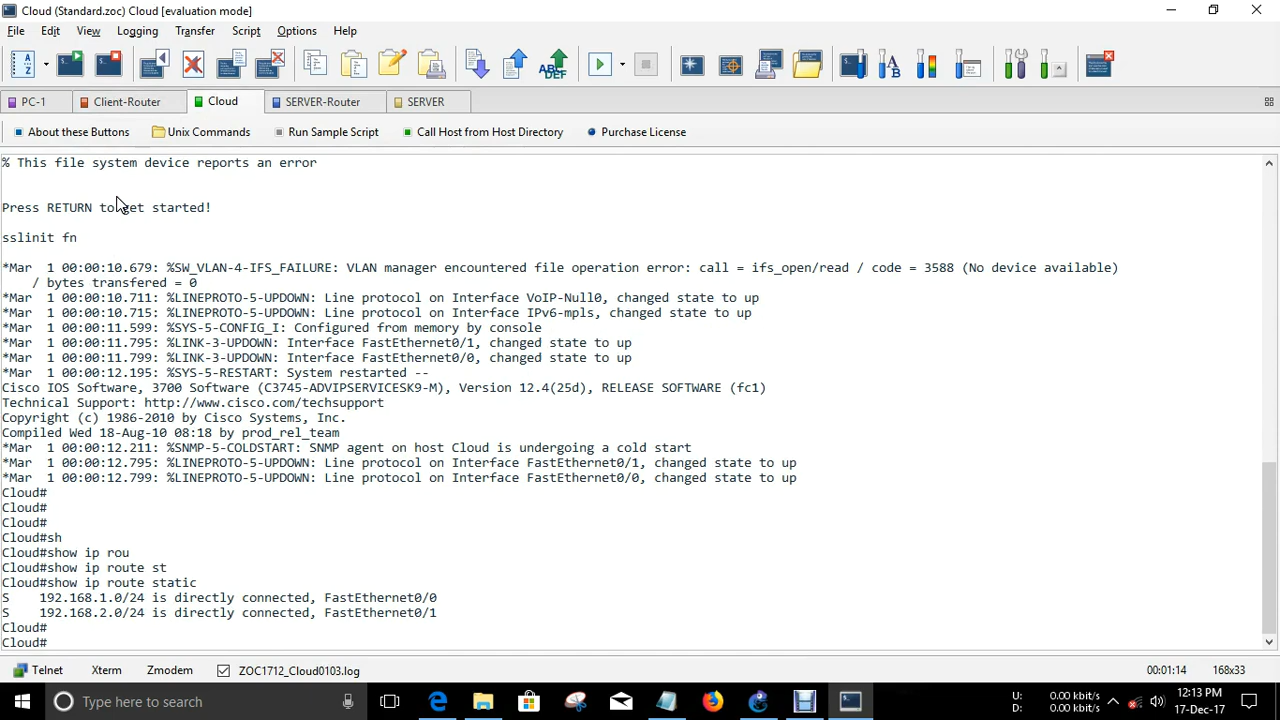 Cloud (Standard.zoc) Cloud [evaluation mode]
File Edit View Logging Transfer Script Options Help
PC-1 Client-Router Cloud SERVER-Router SERVER
About these Buttons Unix Commands Run Sample Script Call Host from Host Directory Purchase License
% This file system device reports an error
Press RETURN to get started!
sslinit fn
*Mar  1 00:00:10.679: %SW_VLAN-4-IFS_FAILURE: VLAN manager encountered file operation error: call = ifs_open/read / code = 3588 (No device available)
/ bytes transfered = 0
*Mar  1 00:00:10.711: %LINEPROTO-5-UPDOWN: Line protocol on Interface VoIP-Null0, changed state to up
*Mar  1 00:00:10.715: %LINEPROTO-5-UPDOWN: Line protocol on Interface IPv6-mpls, changed state to up
*Mar  1 00:00:11.599: %SYS-5-CONFIG_I: Configured from memory by console
*Mar  1 00:00:11.795: %LINK-3-UPDOWN: Interface FastEthernet0/1, changed state to up
*Mar  1 00:00:11.799: %LINK-3-UPDOWN: Interface FastEthernet0/0, changed state to up
*Mar  1 00:00:12.195: %SYS-5-RESTART: System restarted --
Cisco IOS Software, 3700 Software (C3745-ADVIPSERVICESK9-M), Version 12.4(25d), RELEASE SOFTWARE (fc1)
Technical Support: http://www.cisco.com/techsupport
Copyright (c) 1986-2010 by Cisco Systems, Inc.
Compiled Wed 18-Aug-10 08:18 by prod_rel_team
*Mar  1 00:00:12.211: %SNMP-5-COLDSTART: SNMP agent on host Cloud is undergoing a cold start
*Mar  1 00:00:12.795: %LINEPROTO-5-UPDOWN: Line protocol on Interface FastEthernet0/1, changed state to up
*Mar  1 00:00:12.799: %LINEPROTO-5-UPDOWN: Line protocol on Interface FastEthernet0/0, changed state to up
Cloud#
Cloud#
Cloud#
Cloud#sh
Cloud#show ip rou
Cloud#show ip route st
Cloud#show ip route static
S    192.168.1.0/24 is directly connected, FastEthernet0/0
S    192.168.2.0/24 is directly connected, FastEthernet0/1
Cloud#
Cloud#
Telnet Xterm Zmodem ZOC1712_Cloud0103.log 00:01:14 168x33
Type here to search
U: 0.00 kbit/s
D: 0.00 kbit/s
12:13 PM
17-Dec-17